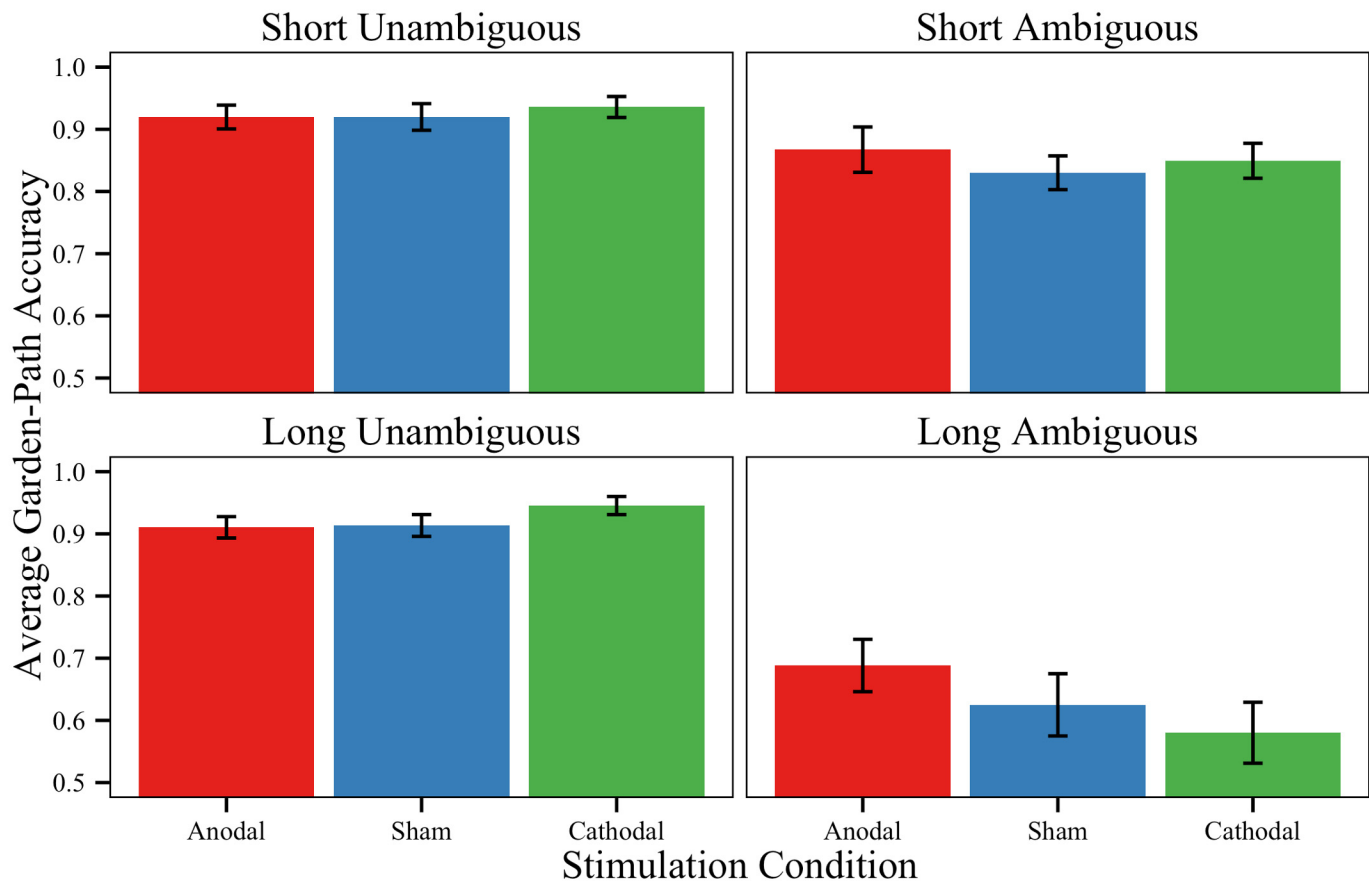 Short Unambiguous
Short Ambiguous
1.0
0.9
0.8
0.7
0.6
0.5
Average Garden-Path Accuracy
Long Unambiguous
Long Ambiguous
1.0
0.9
0.8
0.7
0.6
0.5
Anodal Sham Cathodal
Anodal Sham Cathodal
Stimulation Condition